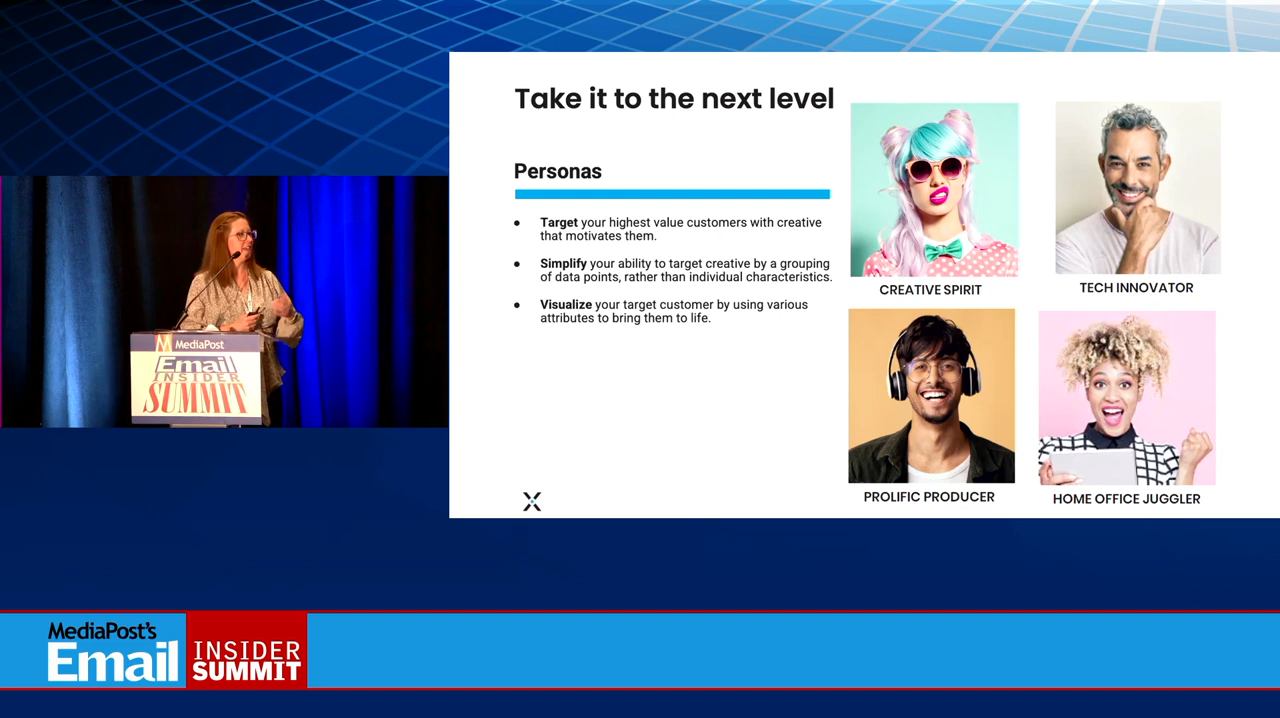 Take it to the next level
Personas
● Target your highest value customers with creative
that motivates them.
● Simplify your ability to target creative by a grouping
of data points, rather than individual characteristics.
● Visualize your target customer by using various
attributes to bring them to life.
CREATIVE SPIRIT
TECH INNOVATOR
PROLIFIC PRODUCER
HOME OFFICE JUGGLER
MediaPost
Email
INSIDER
SUMMIT
MediaPost's
Email
INSIDER
SUMMIT